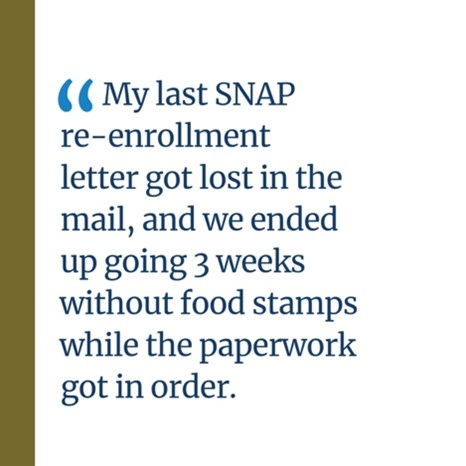 “ My last SNAP
re-enrollment
letter got lost in the
mail, and we ended
up going 3 weeks
without food stamps
while the paperwork
got in order.